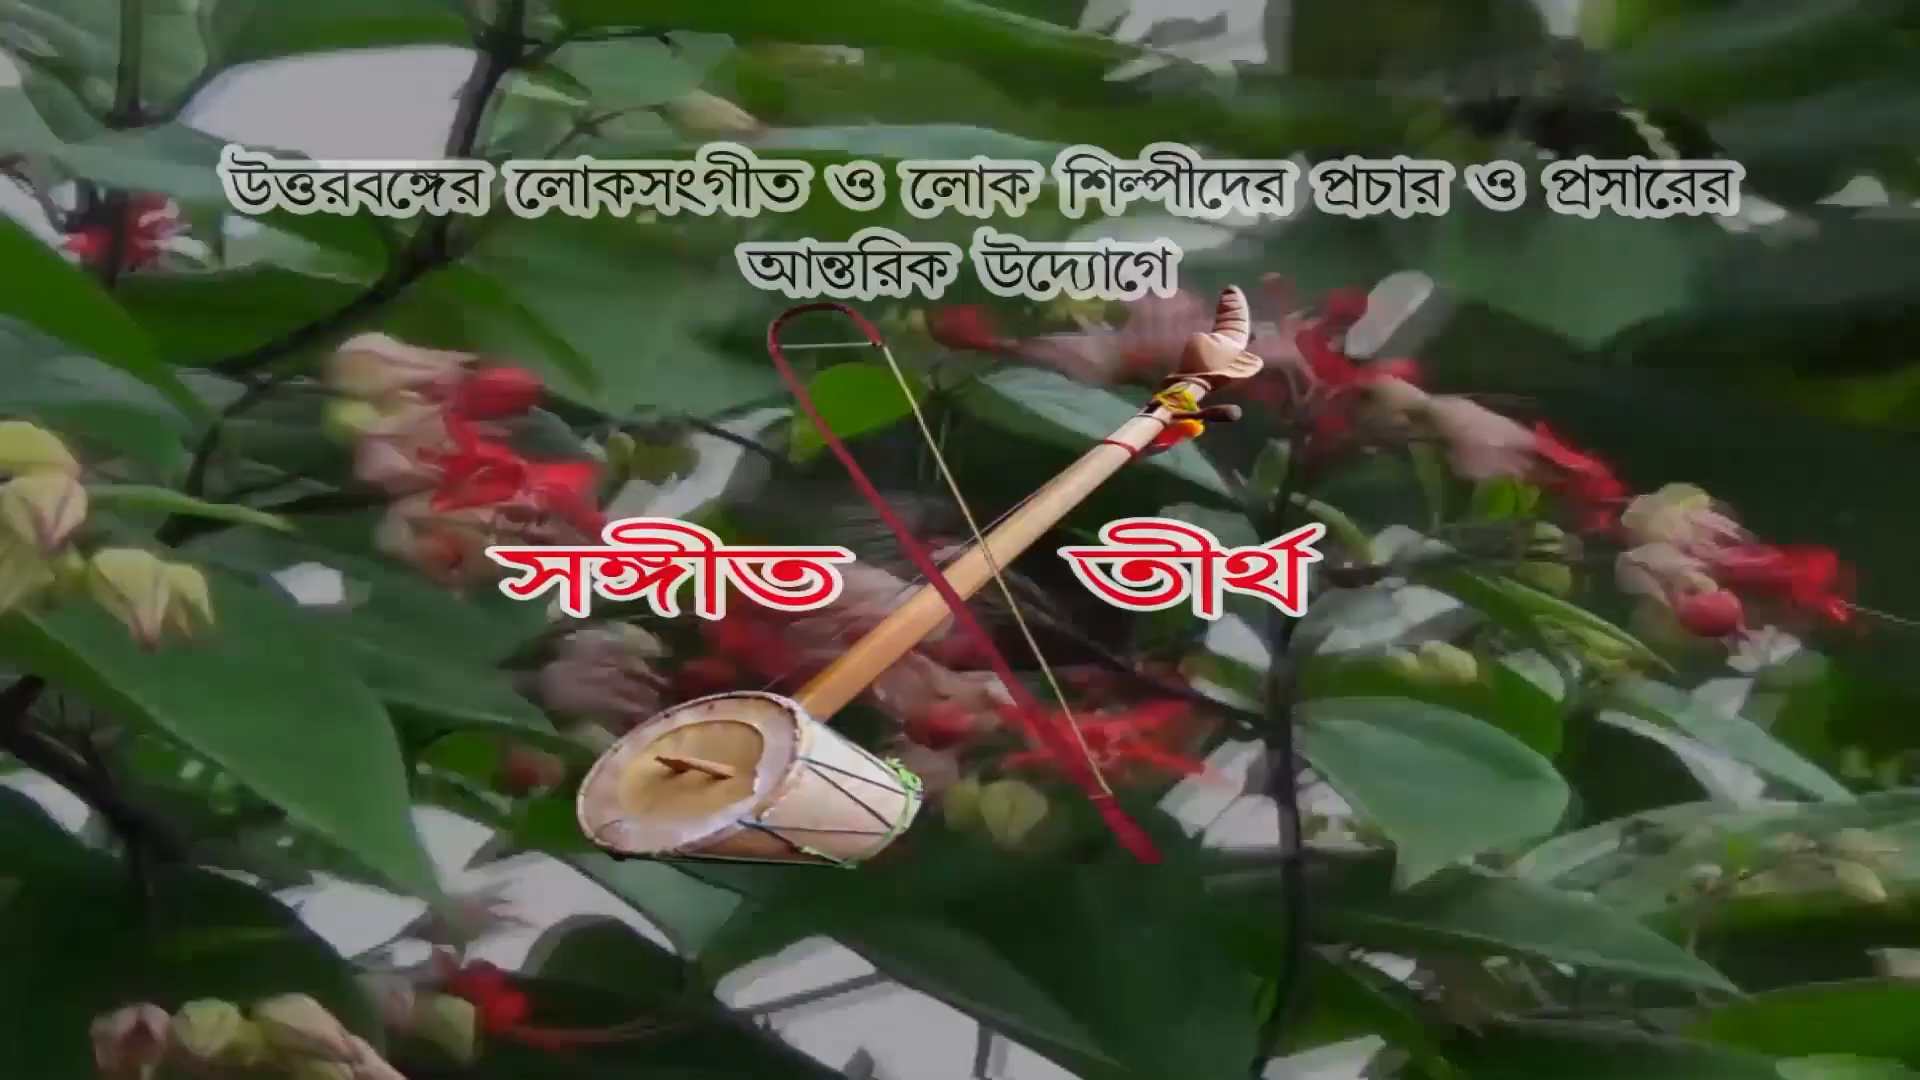 উত্তরবঙ্গের লোকসংগীত ও লোক শিল্পীদের প্রচার ও প্রসারের
আন্তরিক উদ্যোগে
সঙ্গীত তীর্থ